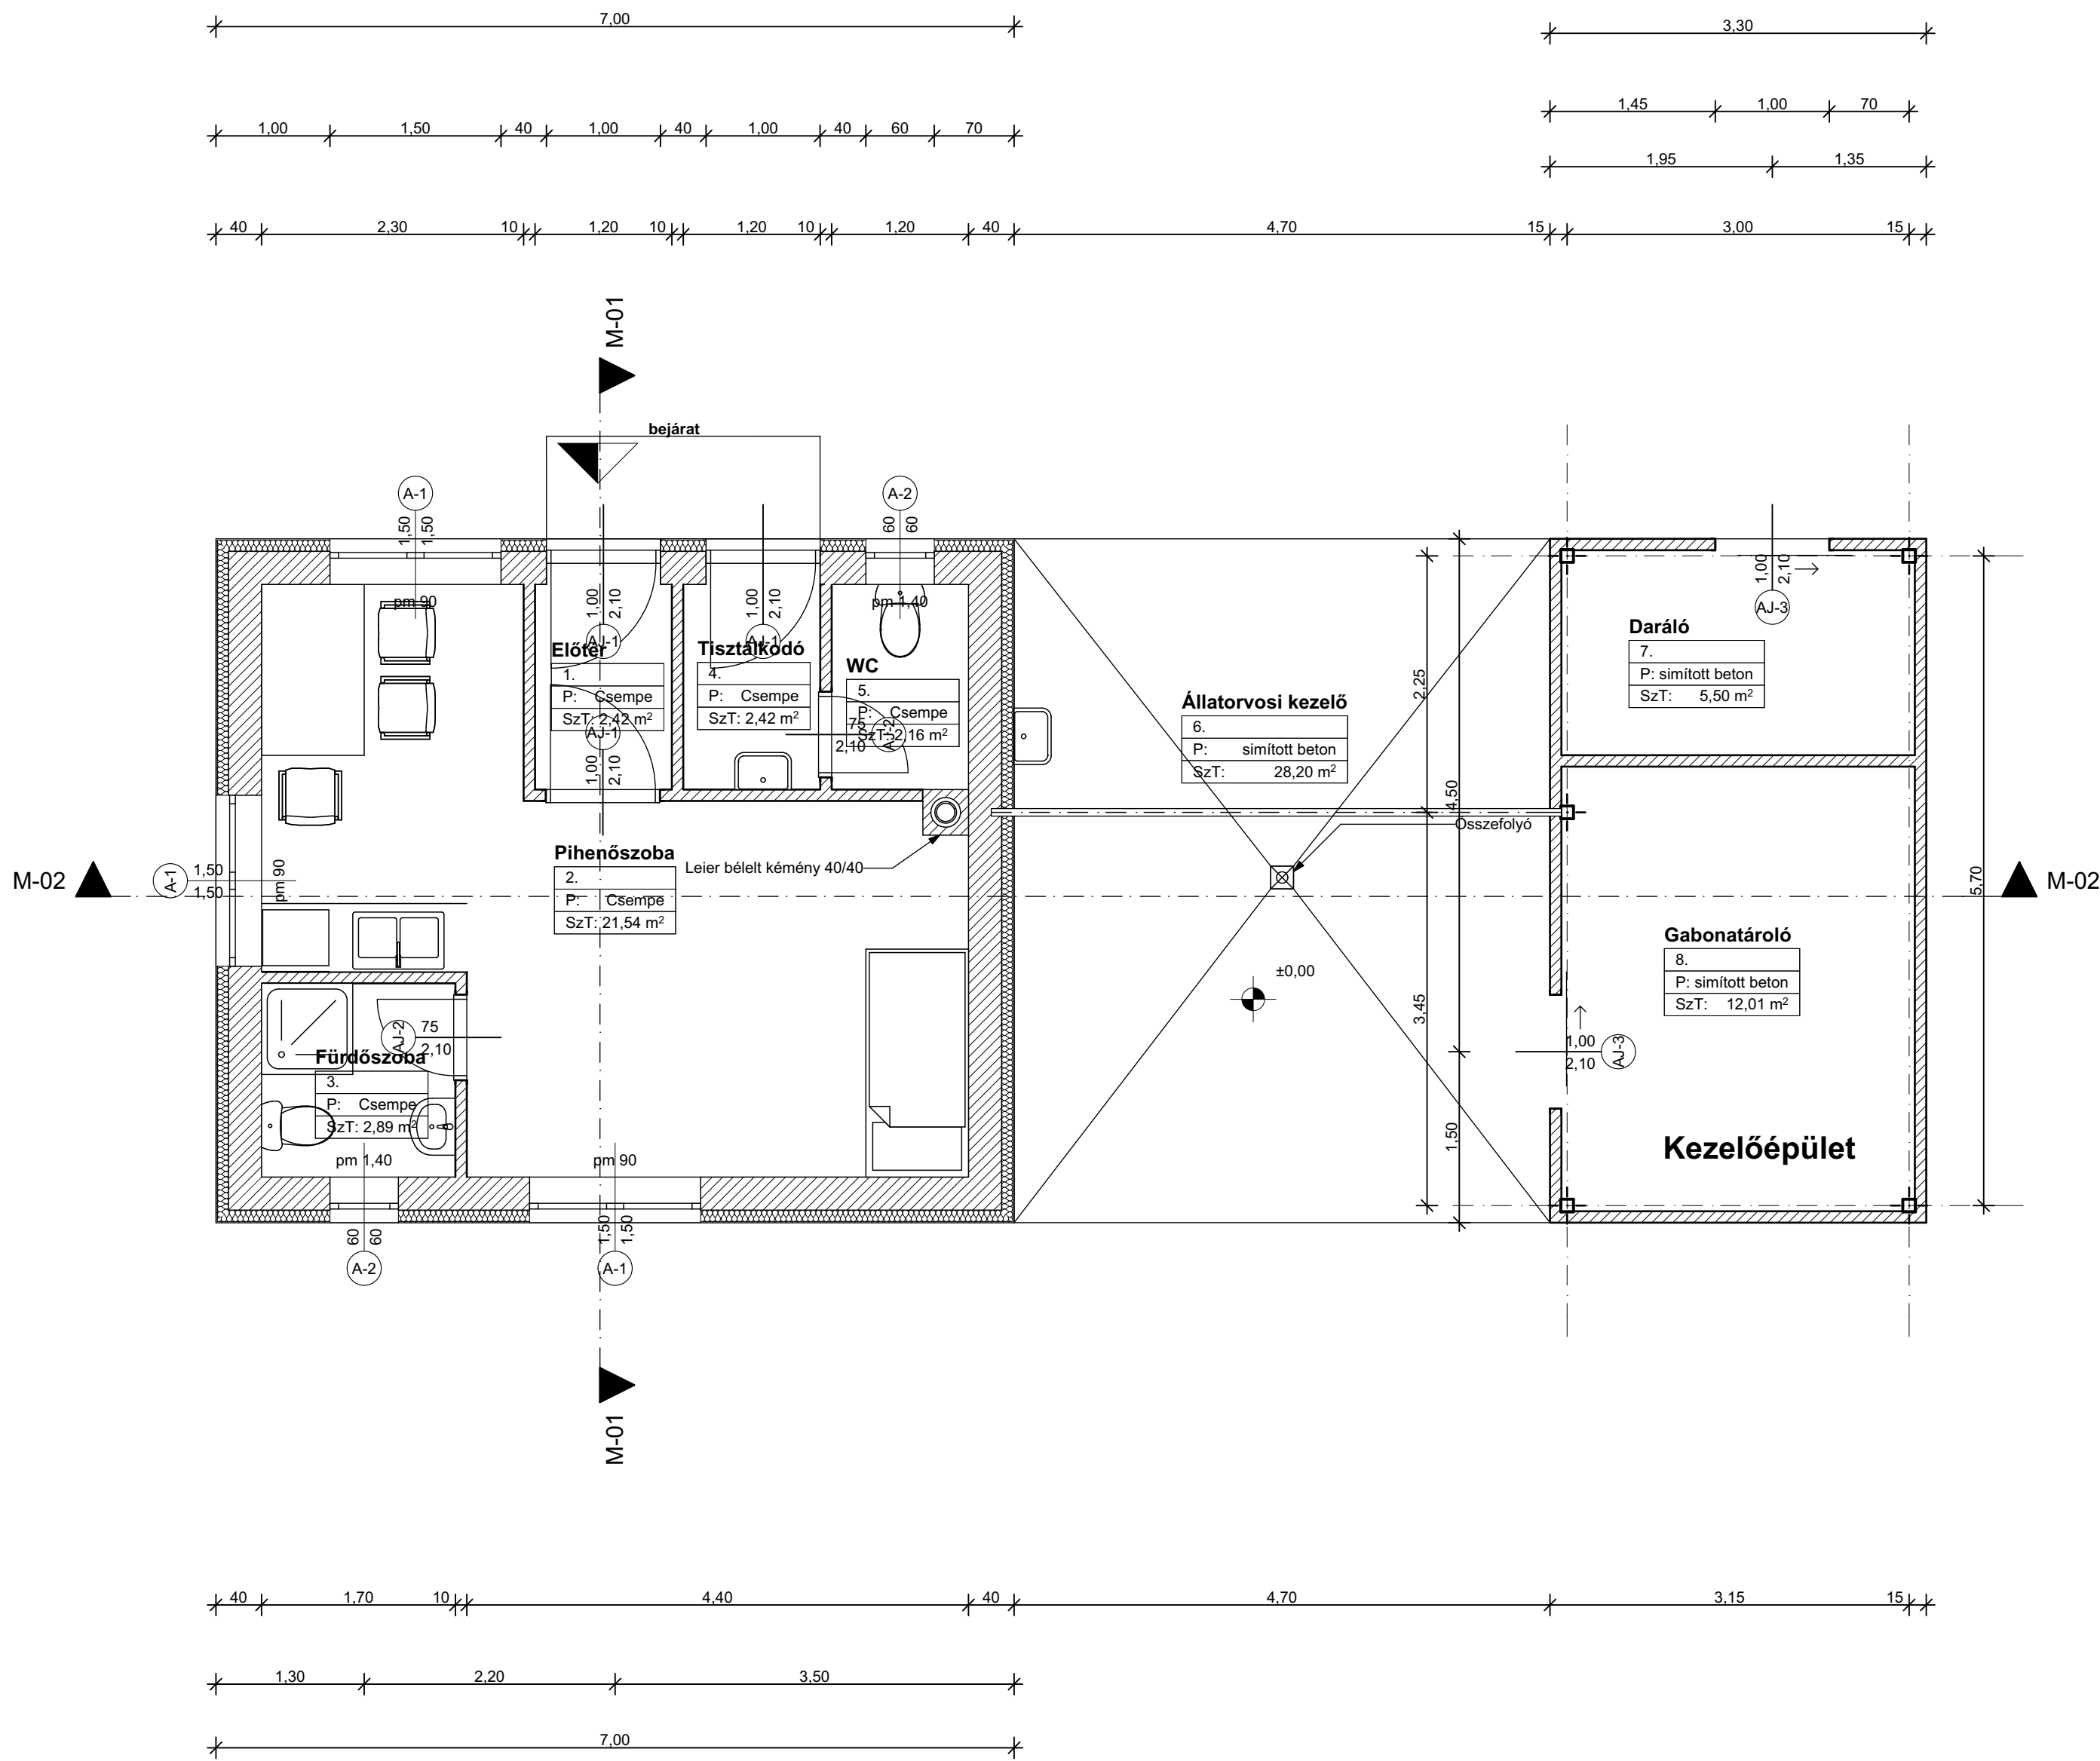 7,00
3,30
1,45 1,00 70
1,00 1,50 40 1,00 40 1,00 40 60 70
1,95 1,35
40 2,30 10 1,20 10 1,20 10 1,20 40 4,70 15 3,00 15
M-01
bejárat
A-1
1,50
1,50
A-2
60
60
pm 90
1,00
2,10
AJ-1
1,00
2,10
AJ-1
pm 1,40
1,00
2,10
AJ-3
Előtér
1.
P: Csempe
SzT: 2,42 m²
AJ-1
1,00
2,10
Tisztálkodó
4.
P: Csempe
SzT: 2,42 m²
WC
5.
P: Csempe
SzT: 2,16 m²
75
2,10
AJ-2
Állatorvosi kezelő
6.
P: simított beton
SzT: 28,20 m²
Daráló
7.
P: simított beton
SzT: 5,50 m²
2,25
4,50
Összefolyó
Pihenőszoba
2.
P: Csempe
SzT: 21,54 m²
Leier bélelt kémény 40/40
M-02
A-1
1,50
1,50
pm 90
5,70
M-02
Gabonatároló
8.
P: simított beton
SzT: 12,01 m²
±0,00
3,45
1,50
1,00
2,10
AJ-3
AJ-2
75
2,10
Fürdőszoba
3.
P: Csempe
SzT: 2,89 m²
pm 1,40
pm 90
Kezelőépület
60
60
A-2
1,50
1,50
A-1
M-01
40 1,70 10 4,40 40 4,70 3,15 15
1,30 2,20 3,50
7,00